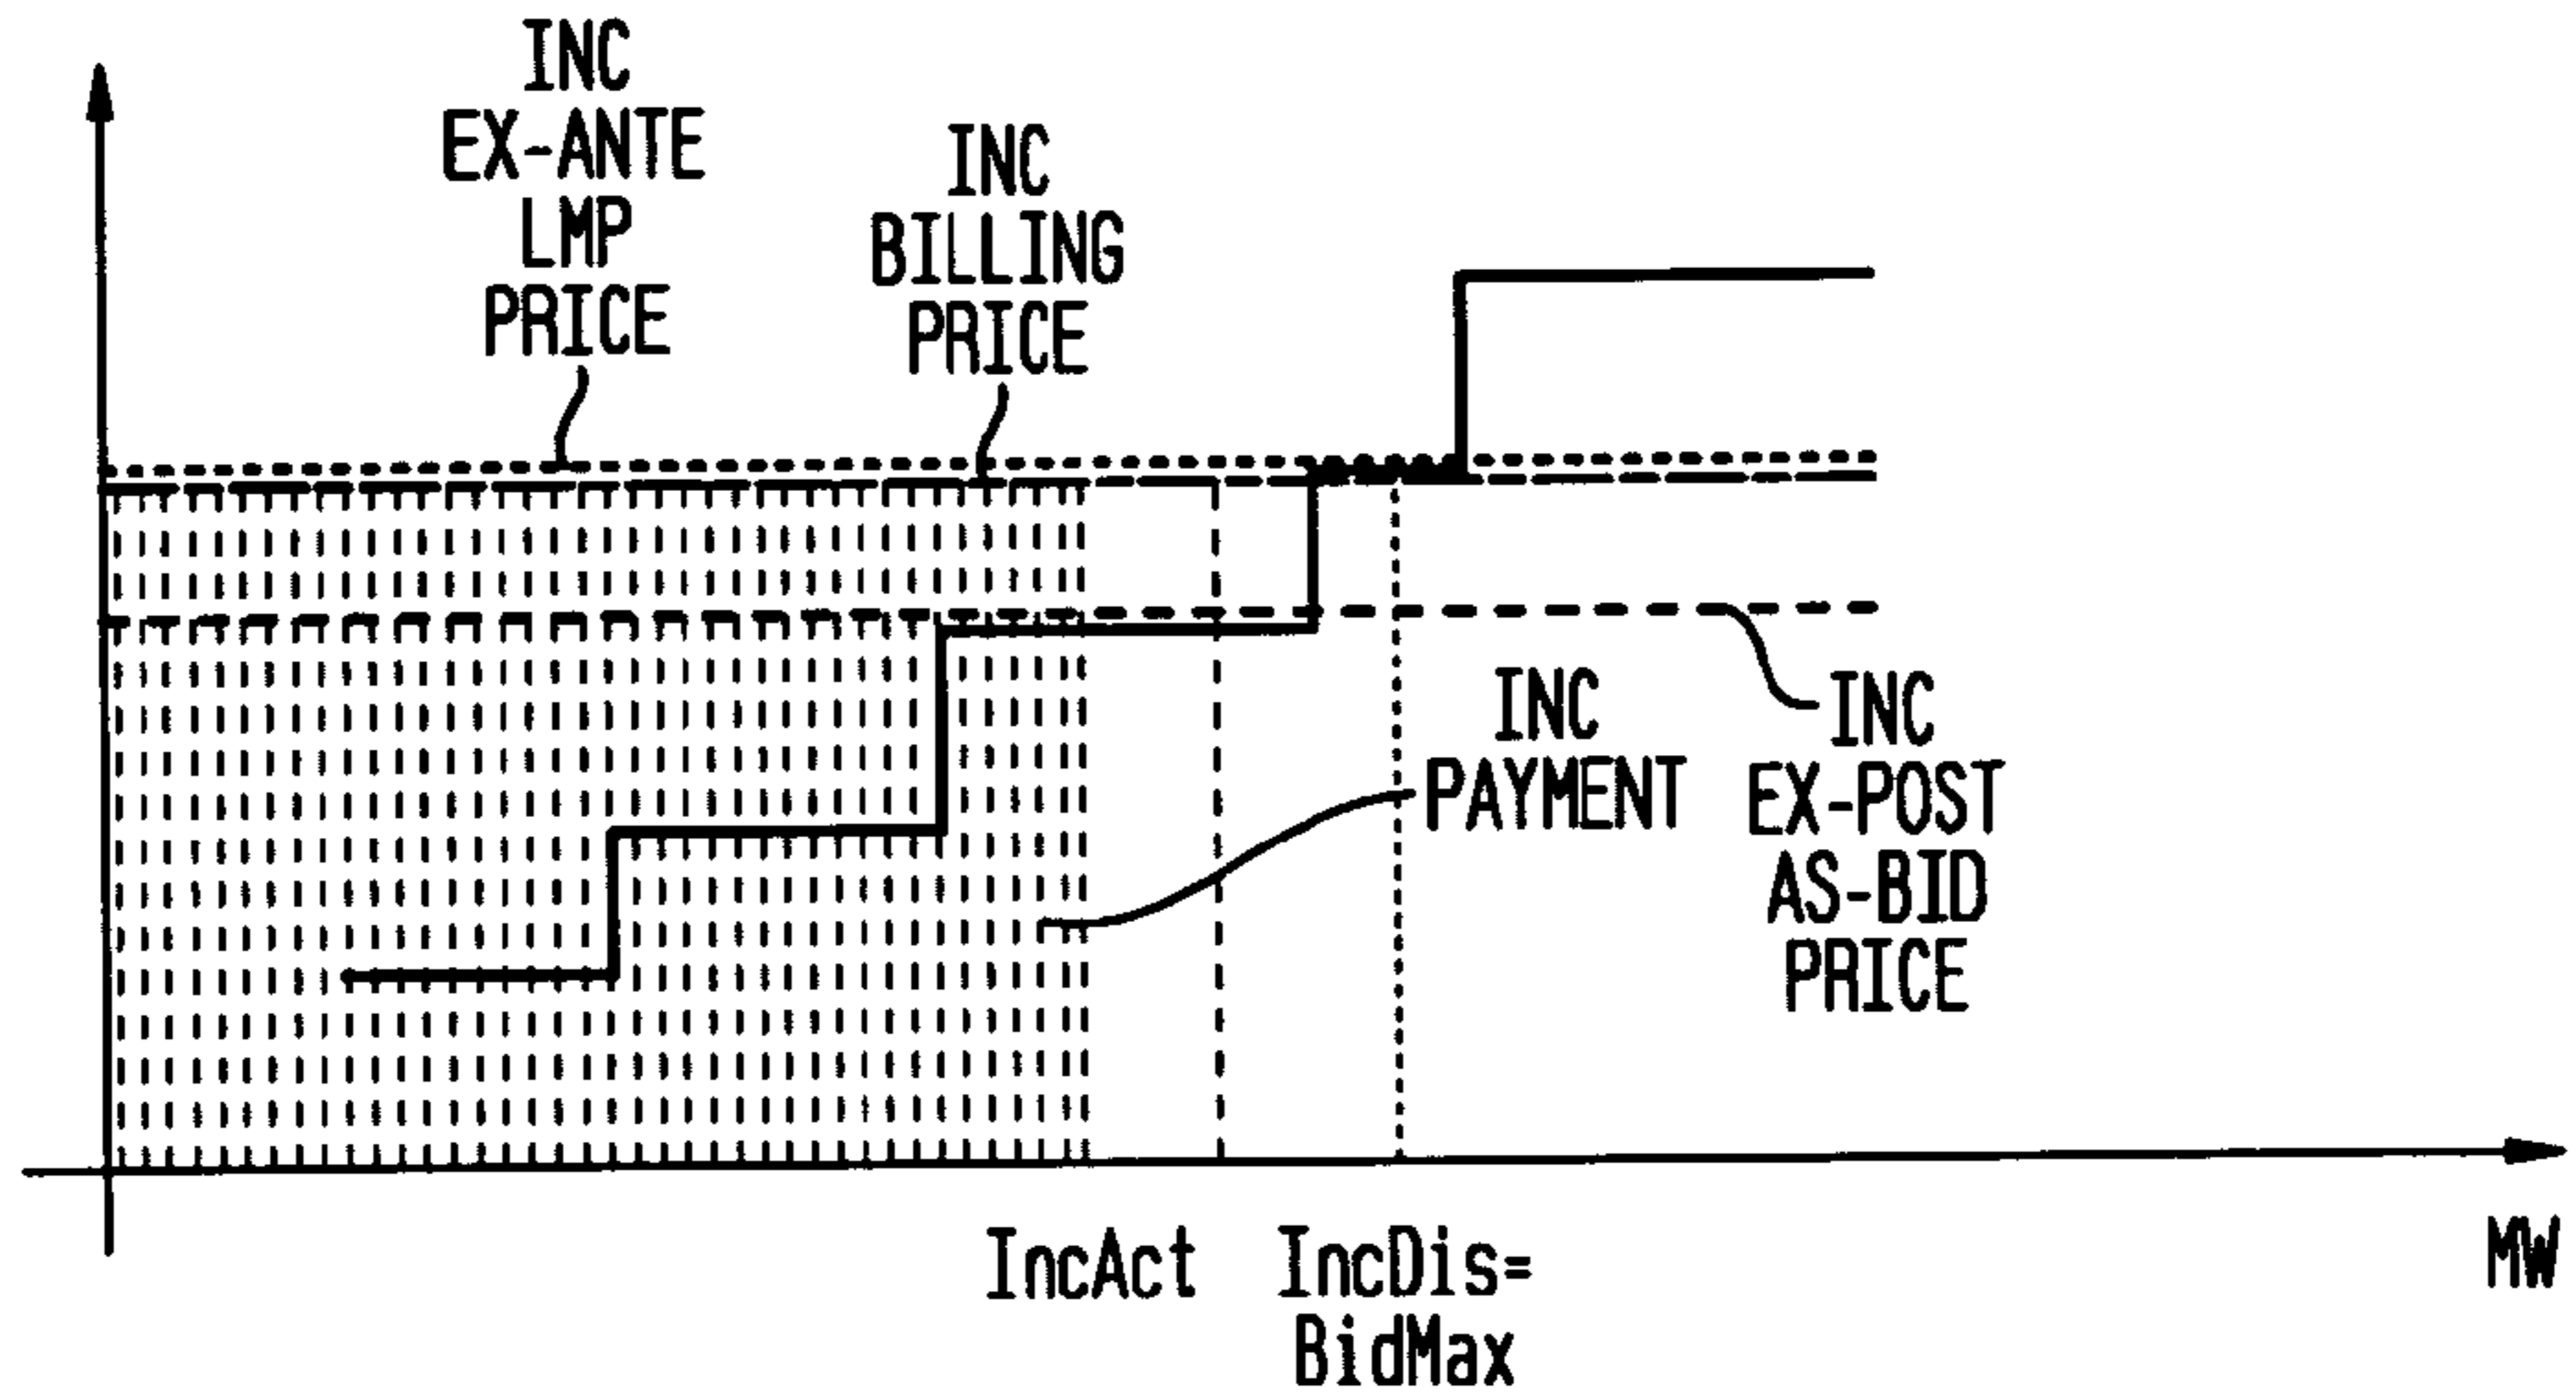 INC
EX-ANTE
LMP
PRICE
INC
BILLING
PRICE
INC
PAYMENT
INC
EX-POST
AS-BID
PRICE
IncAct
IncDis=
BidMax
MW